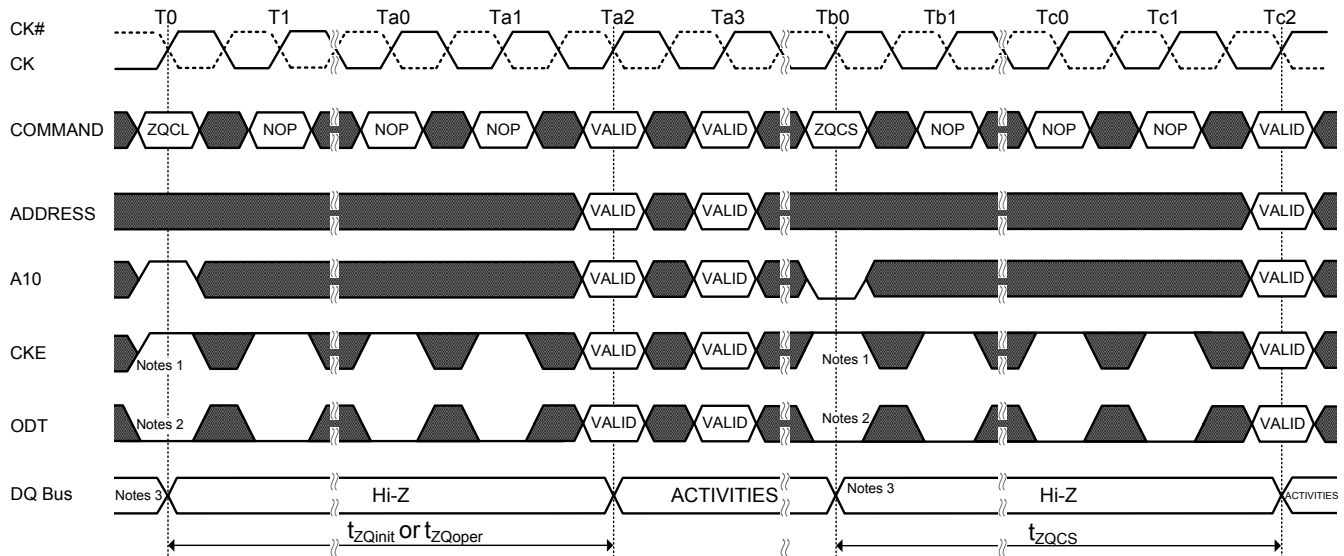 T0 T1 Ta0 Ta1 Ta2 Ta3 Tb0 Tb1 Tc0 Tc1 Tc2
CK#
CK
COMMAND ZQCL NOP NOP NOP VALID VALID ZQCS NOP NOP NOP VALID
ADDRESS VALID VALID VALID
A10 VALID VALID VALID
CKE Notes 1 VALID VALID Notes 1 VALID
ODT Notes 2 VALID VALID Notes 2 VALID
DQ Bus Notes 3 Hi-Z ACTIVITIES Notes 3 Hi-Z ACTIVITIES
tZQinit or tZQoper tZQCS